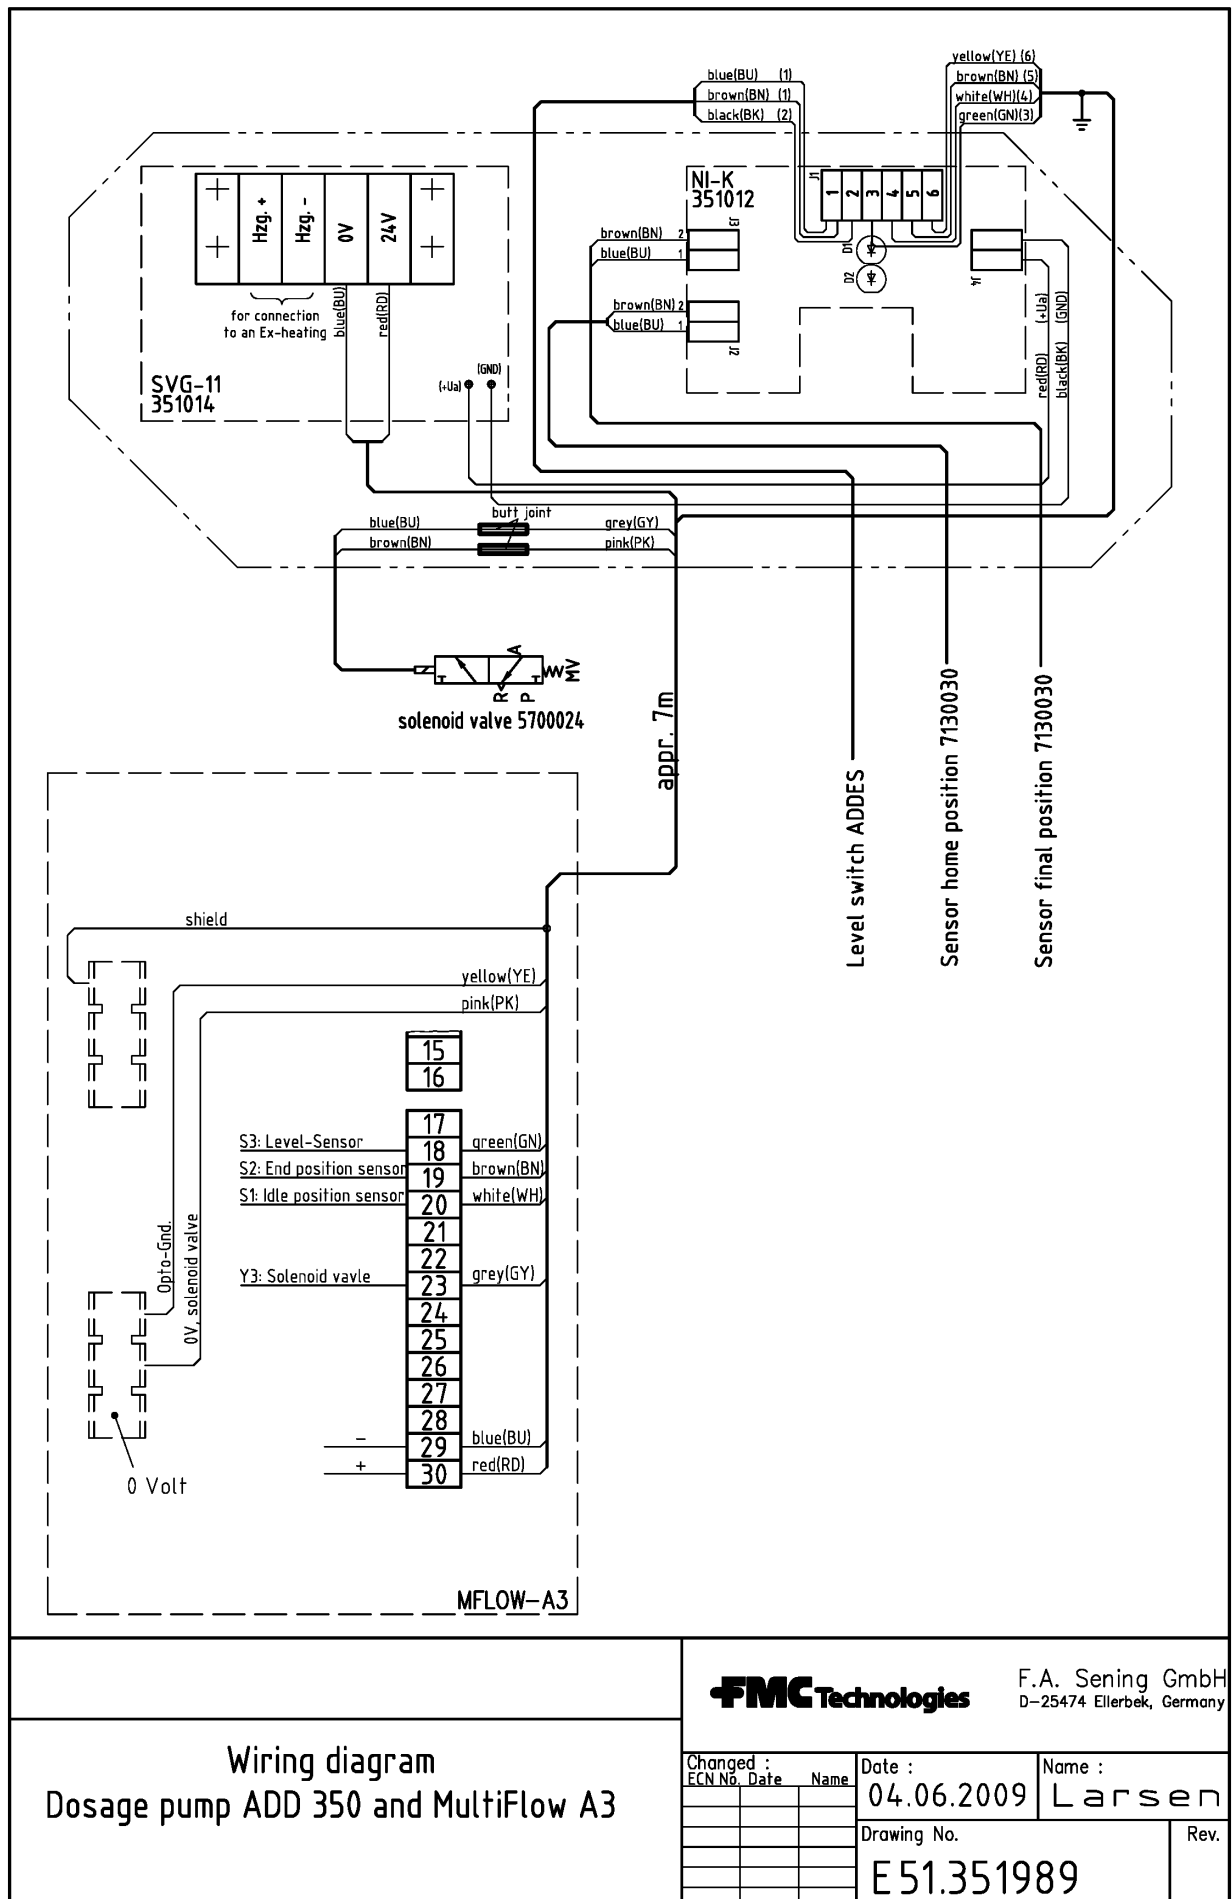 yellow(YE) (6)
brown(BN) (5)
white(WH)(4)
green(GN)(3)
blue(BU) (1)
brown(BN) (1)
black(BK) (2)
Hzg. +
Hzg. -
0V
24V
for connection
to an Ex-heating
blue(BU)
red(RD)
SVG-11
351014
(+Ua)
(GND)
NI-K
351012
J1
1
2
3
4
5
6
J3
brown(BN) 2
blue(BU) 1
D1
D2
J4
brown(BN) 2
blue(BU) 1
J2
red(RD) (+Ua)
black(BK) (GND)
butt joint
blue(BU)
grey(GY)
brown(BN)
pink(PK)
A
MV
R
P
solenoid valve 5700024
appr. 7m
Level switch ADDES
Sensor home position 7130030
Sensor final position 7130030
shield
yellow(YE)
pink(PK)
15
16
17
S3: Level-Sensor 18 green(GN)
S2: End position sensor 19 brown(BN)
S1: Idle position sensor 20 white(WH)
21
22
Y3: Solenoid vavle 23 grey(GY)
24
25
26
27
28
- 29 blue(BU)
+ 30 red(RD)
Opto-Gnd.
0V, solenoid valve
0 Volt
MFLOW-A3
FMC Technologies
F.A. Sening GmbH
D-25474 Ellerbek, Germany
Wiring diagram
Dosage pump ADD 350 and MultiFlow A3
Changed :
ECN No. Date Name
Date :
04.06.2009
Name :
Larsen
Drawing No.
E51.351989
Rev.